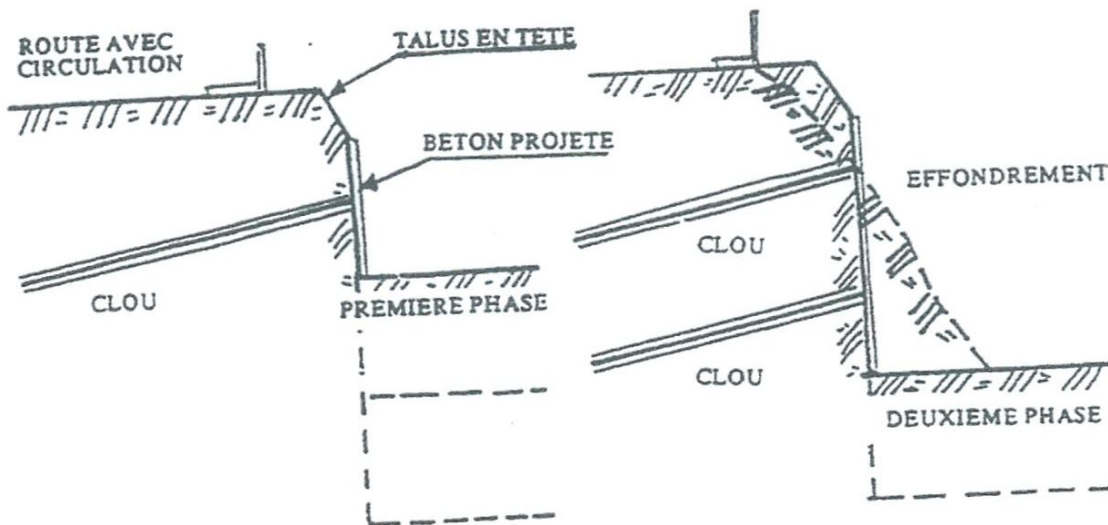 ROUTE AVEC
CIRCULATION
TALUS EN TETE
BETON PROJETE
CLOU
PREMIERE PHASE
EFFONDREMENT
CLOU
CLOU
DEUXIEME PHASE